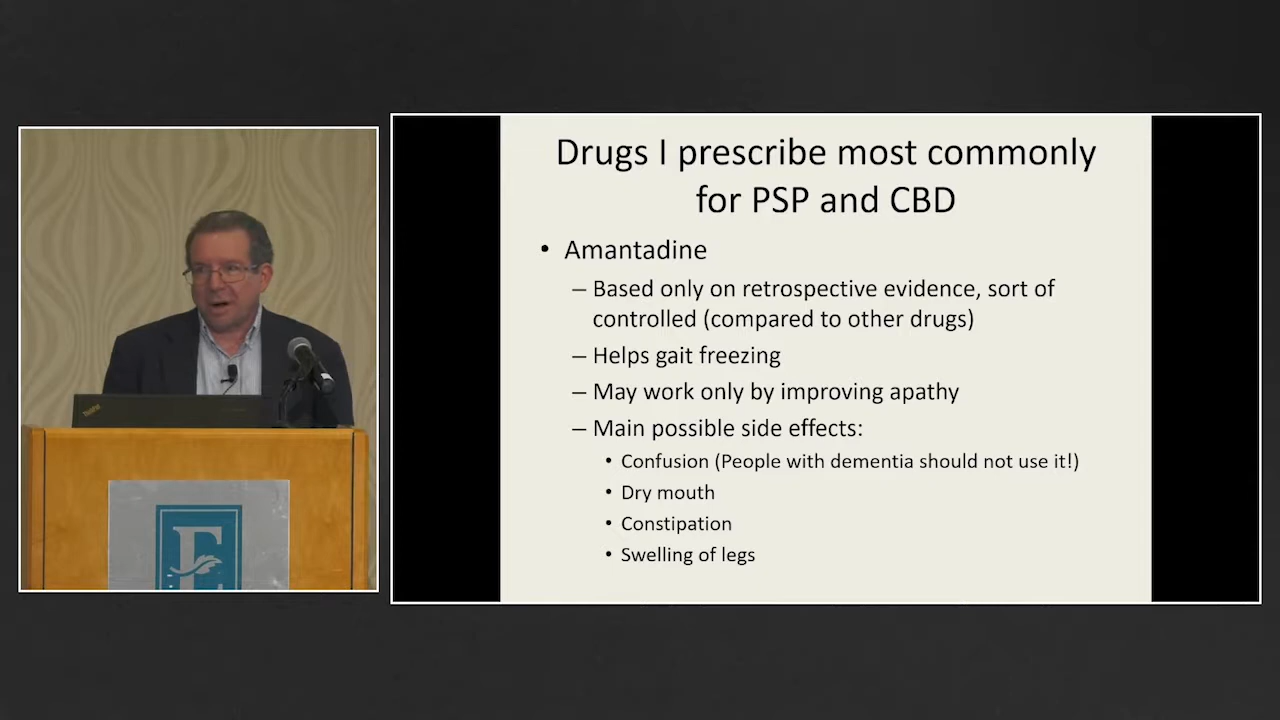 Drugs I prescribe most commonly
for PSP and CBD
• Amantadine
– Based only on retrospective evidence, sort of
controlled (compared to other drugs)
– Helps gait freezing
– May work only by improving apathy
– Main possible side effects:
• Confusion (People with dementia should not use it!)
• Dry mouth
• Constipation
• Swelling of legs
ThinkPad
E